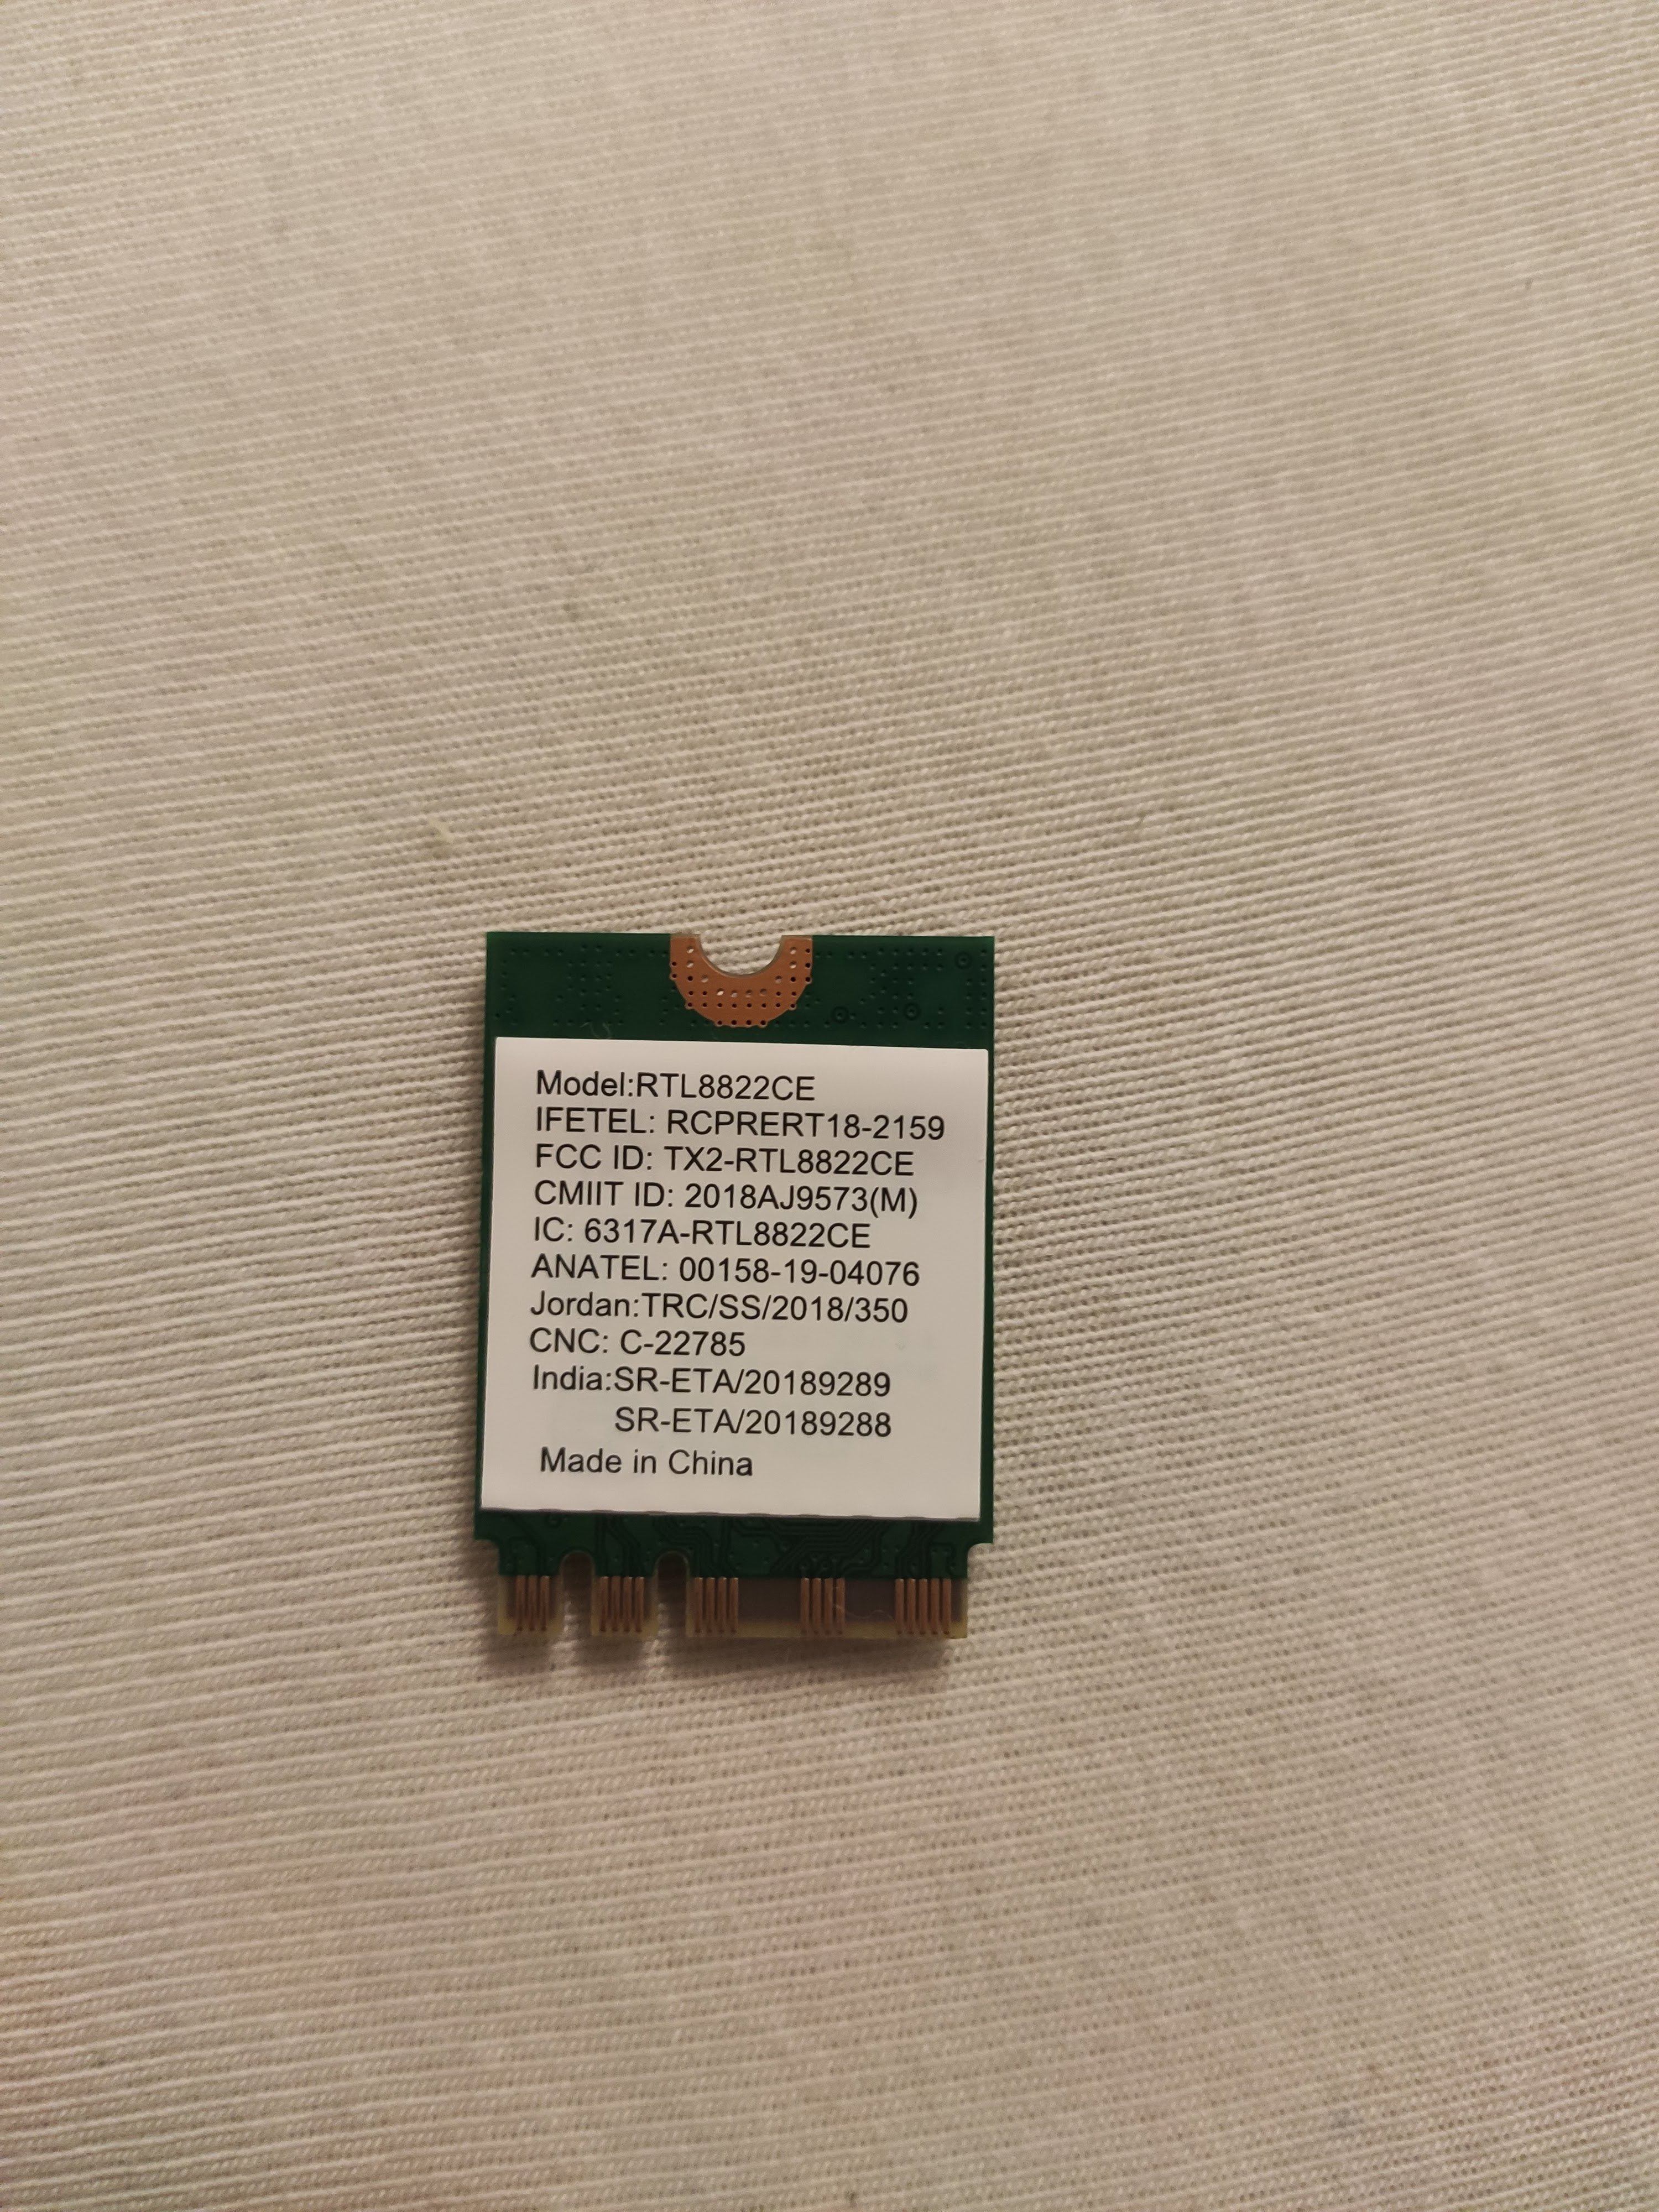 Model:RTL8822CE
IFETEL: RCPRERT18-2159
FCC ID: TX2-RTL8822CE
CMIIT ID: 2018AJ9573(M)
IC: 6317A-RTL8822CE
ANATEL: 00158-19-04076
Jordan:TRC/SS/2018/350
CNC: C-22785
India:SR-ETA/20189289
SR-ETA/20189288
Made in China